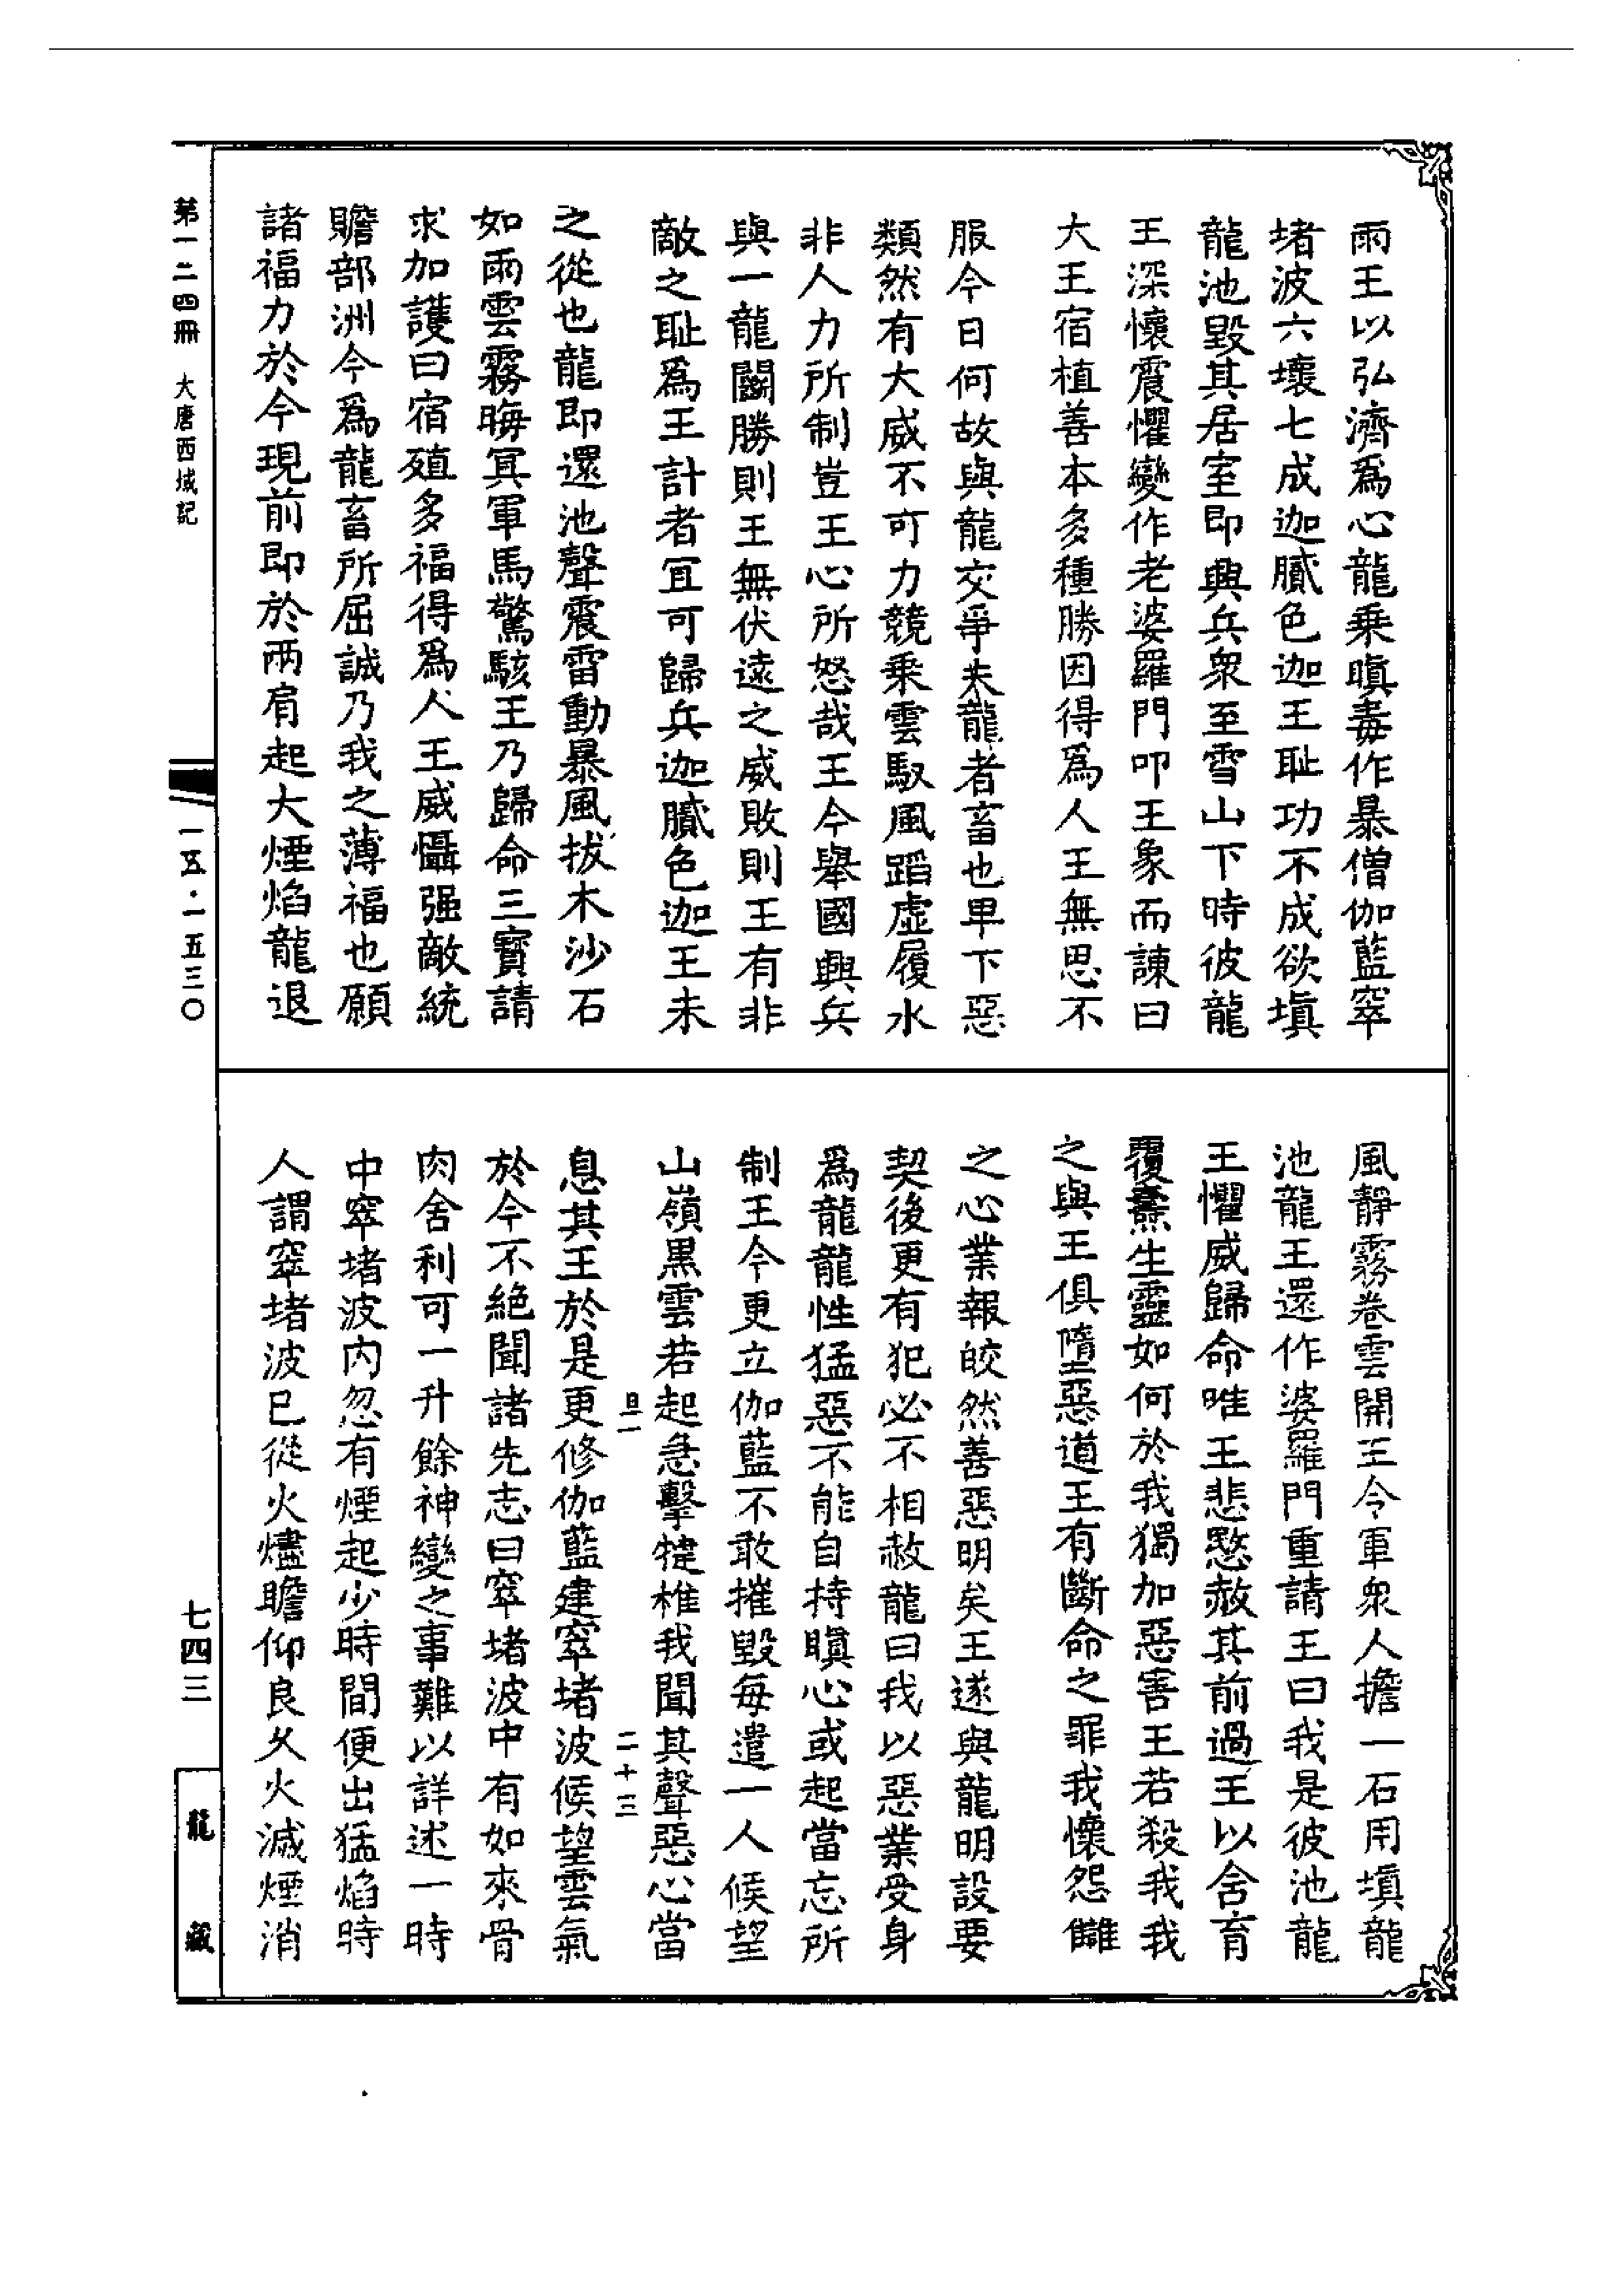 雨王以弘濟爲心龍乗瞋毒作暴僧伽藍窣
堵波六壞七成迦膩色迦王耻功不成欲塡
龍池毀其居室即興兵衆至雪山下時彼龍
王深懷震懼變作老婆羅門叩王象而諫曰
大王宿植善本多種勝因得爲人王無思不
服今日何故與龍交爭夫龍者畜也卑下惡
類然有大威不可力競乘雲馭風蹈虛履水
非人力所制豈王心所怒哉王今舉國興兵
與一龍鬬勝則王無伏遠之威敗則王有非
敵之耻爲王計者宜可歸兵迦膩色迦王未
之從也龍即還池聲震雷動暴風拔木沙石
如雨雲霧晦冥軍馬驚駭王乃歸命三寶請
求加護曰宿殖多福得爲人王威懾强敵統
贍部洲今爲龍畜所屈誠乃我之薄福也願
諸福力於今現前即於兩肩起大煙焰龍退
風靜霧卷雲開王令軍衆人擔一石用塡龍
池龍王還作婆羅門重請王曰我是彼池龍
王懼威歸命唯王悲愍赦其前過王以舍育
覆燾生靈如何於我獨加惡害王若殺我我
之與王俱墮惡道王有斷命之罪我懷怨讎
之心業報皎然善惡明矣王遂與龍明設要
契後更有犯必不相赦龍曰我以惡業受身
爲龍龍性猛惡不能自持瞋心或起當忘所
制王今更立伽藍不敢摧毀每遣一人候望
山嶺黑雲若起急擊犍椎我聞其聲惡心當
旦一 二十三
息其王於是更修伽藍建窣堵波候望雲氣
於今不絕聞諸先志曰窣堵波中有如來骨
肉舍利可一升餘神變之事難以詳述一時
中窣堵波内忽有煙起少時間便出猛焰時
人謂窣堵波已從火燼瞻仰良久火滅煙消
第一二四冊 大唐西域記
一五·一五三〇
七四三
龍藏